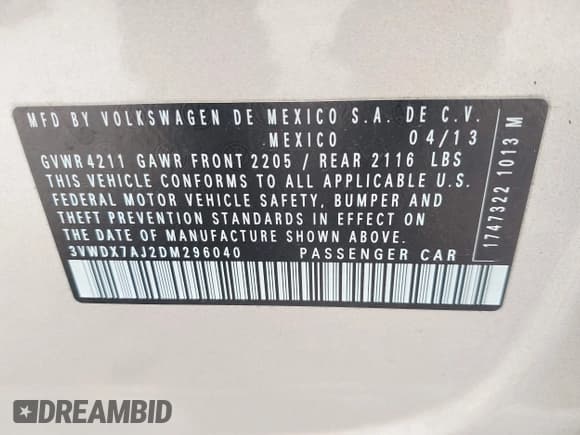 MFD BY VOLKSWAGEN DE MEXICO S.A. DE C.V.
MEXICO 04/13
GVWR 4211 GAWR FRONT 2205 / REAR 2116 LBS
THIS VEHICLE CONFORMS TO ALL APPLICABLE U.S.
FEDERAL MOTOR VEHICLE SAFETY, BUMPER AND
THEFT PREVENTION STANDARDS IN EFFECT ON
THE DATE OF MANUFACTURE SHOWN ABOVE.
3VWDX7AJ2DM296040 PASSENGER CAR
1747322 1013 M
DREAMBID